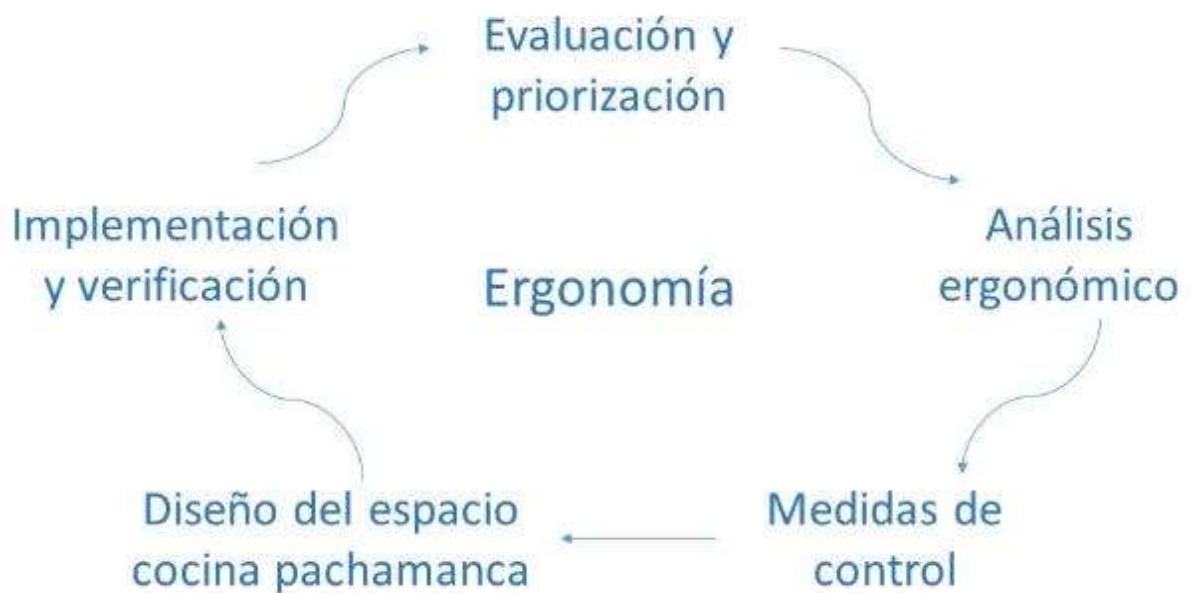 Evaluación y
priorización
Análisis
ergonómico
Medidas de
control
Diseño del espacio
cocina pachamanca
Implementación
y verificación
Ergonomía